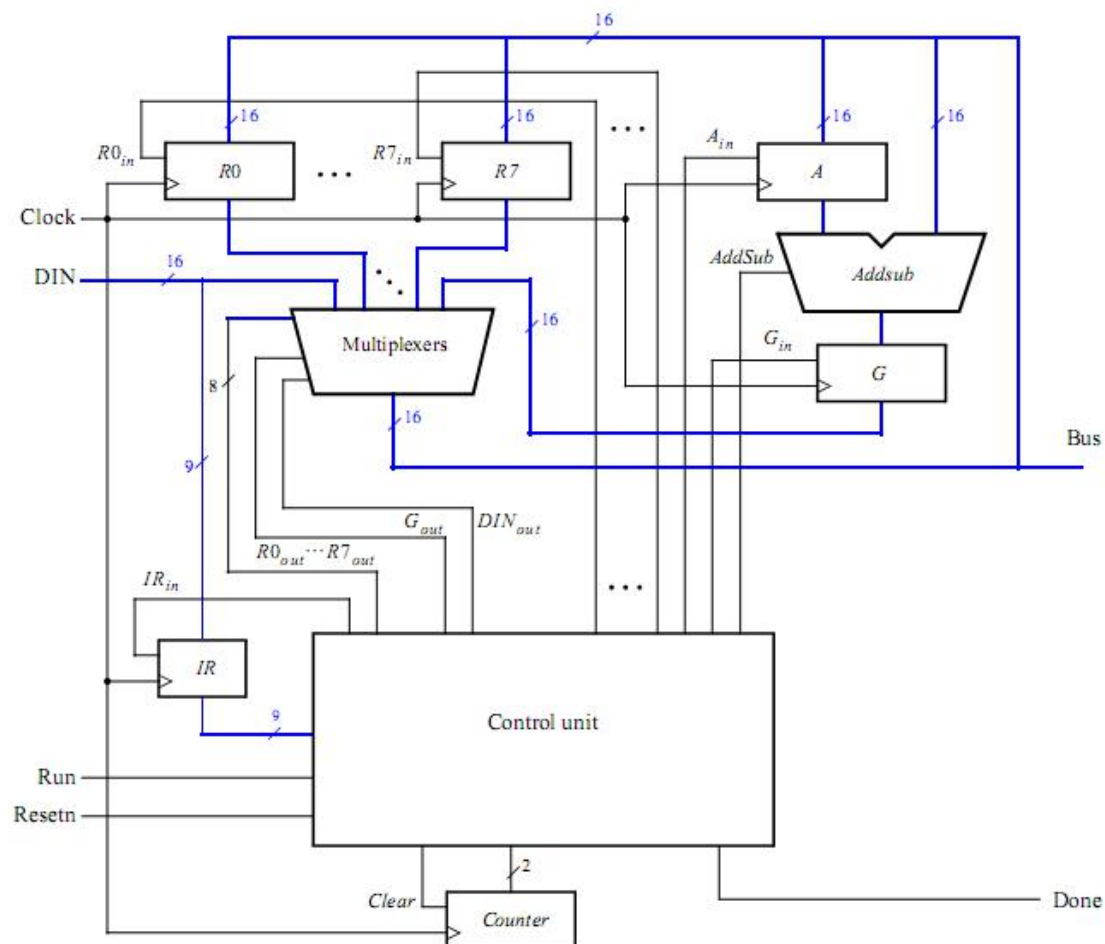 16
16
16
16
16
R0in
R7in
Ain
• • •
R0
• • •
R7
A
Clock
DIN
16
AddSub
Addsub
Multiplexers
16
Gin
8
G
16
Bus
9
Gout
DINout
R0out···R7out
IRin
• • •
IR
9
Control unit
Run
Resetn
2
Clear
Counter
Done